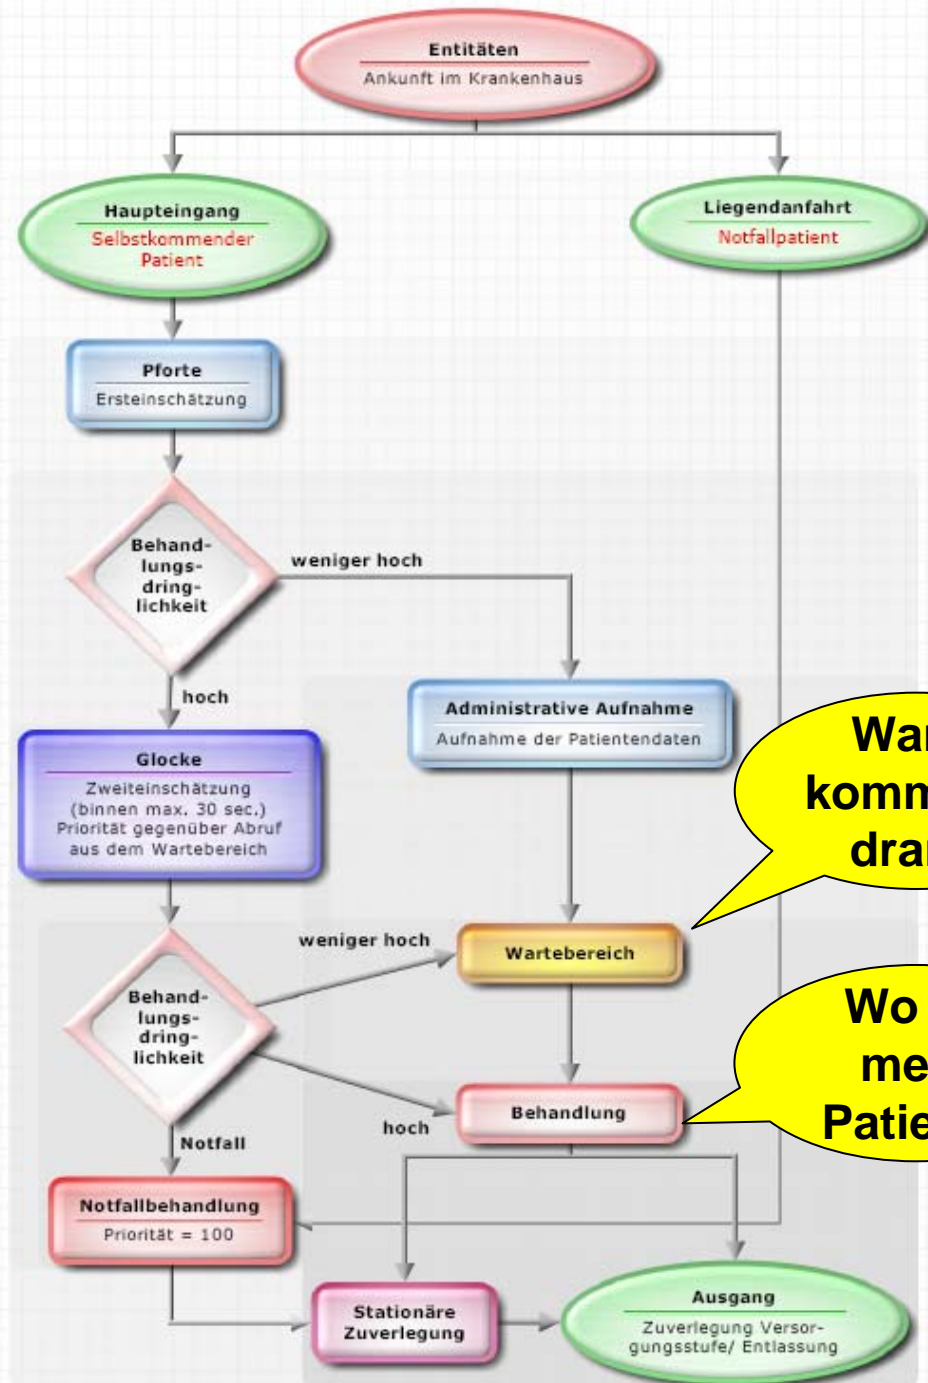 Entitäten
Ankunft im Krankenhaus
Haupteingang
Selbstkommender
Patient
Liegendanfahrt
Notfallpatient
Pforte
Ersteinschätzung
Behand-
lungs-
dring-
lichkeit
weniger hoch
hoch
Administrative Aufnahme
Aufnahme der Patientendaten
Glocke
Zweiteinschätzung
(binnen max. 30 sec.)
Priorität gegenüber Abruf
aus dem Wartebereich
weniger hoch
Wartebereich
Behand-
lungs-
dring-
lichkeit
hoch
Notfall
Behandlung
Wo
Notfallbehandlung
Priorität = 100
Stationäre
Zuverlegung
Ausgang
Zuverlegung Versor-
gungsstufe/ Entlassung